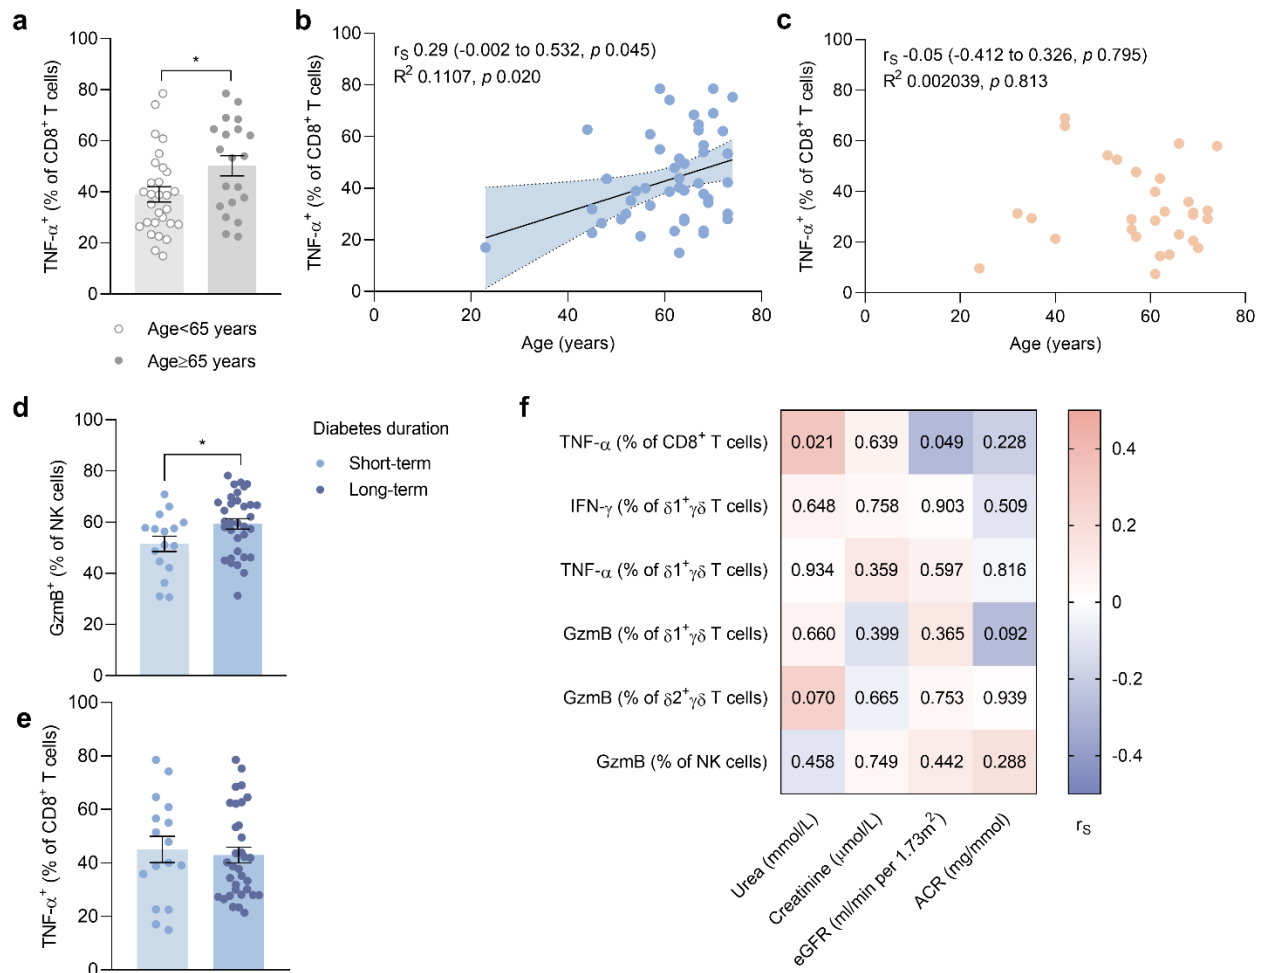 a
TNF-α⁺ (% of CD8⁺ T cells)
100
80
60
40
20
0
*
Age<65 years
Age≥65 years
b
TNF-α⁺ (% of CD8⁺ T cells)
100
80
60
40
20
0
rS 0.29 (-0.002 to 0.532, p 0.045)
R² 0.1107, p 0.020
0 20 40 60 80
Age (years)
c
TNF-α⁺ (% of CD8⁺ T cells)
100
80
60
40
20
0
rS -0.05 (-0.412 to 0.326, p 0.795)
R² 0.002039, p 0.813
0 20 40 60 80
Age (years)
d
GzmB⁺ (% of NK cells)
100
80
60
40
20
0
*
Diabetes duration
Short-term
Long-term
e
TNF-α⁺ (% of CD8⁺ T cells)
100
80
60
40
20
0
f
TNF-α (% of CD8⁺ T cells) 0.021 0.639 0.049 0.228
IFN-γ (% of δ1⁺γδ T cells) 0.648 0.758 0.903 0.509
TNF-α (% of δ1⁺γδ T cells) 0.934 0.359 0.597 0.816
GzmB (% of δ1⁺γδ T cells) 0.660 0.399 0.365 0.092
GzmB (% of δ2⁺γδ T cells) 0.070 0.665 0.753 0.939
GzmB (% of NK cells) 0.458 0.749 0.442 0.288
Urea (mmol/L)
Creatinine (μmol/L)
eGFR (ml/min per 1.73m²)
ACR (mg/mmol)
0.4
0.2
0
-0.2
-0.4
rS